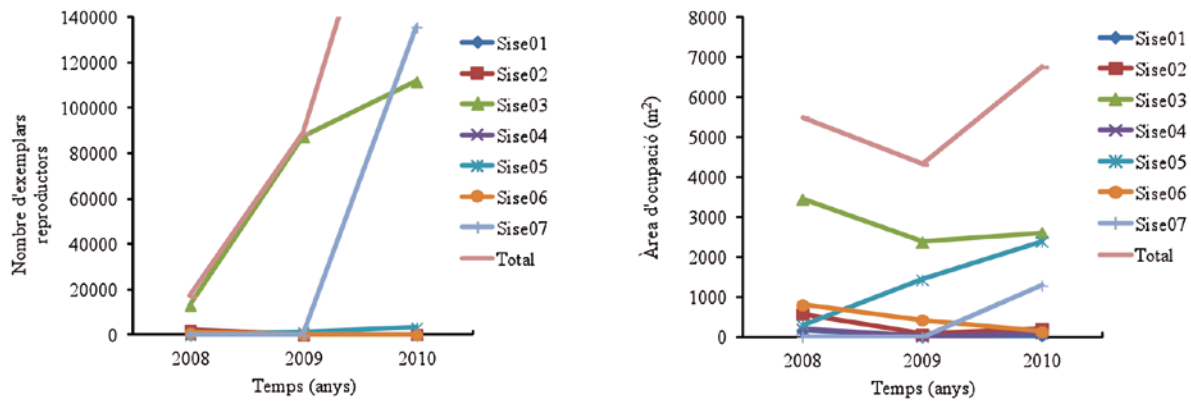 Nombre d'exemplars
reproductors
140000
120000
100000
80000
60000
40000
20000
0
2008
2009
2010
Temps (anys)
Sise01
Sise02
Sise03
Sise04
Sise05
Sise06
Sise07
Total
Àrea d'ocupació (m²)
8000
7000
6000
5000
4000
3000
2000
1000
0
2008
2009
2010
Temps (anys)
Sise01
Sise02
Sise03
Sise04
Sise05
Sise06
Sise07
Total